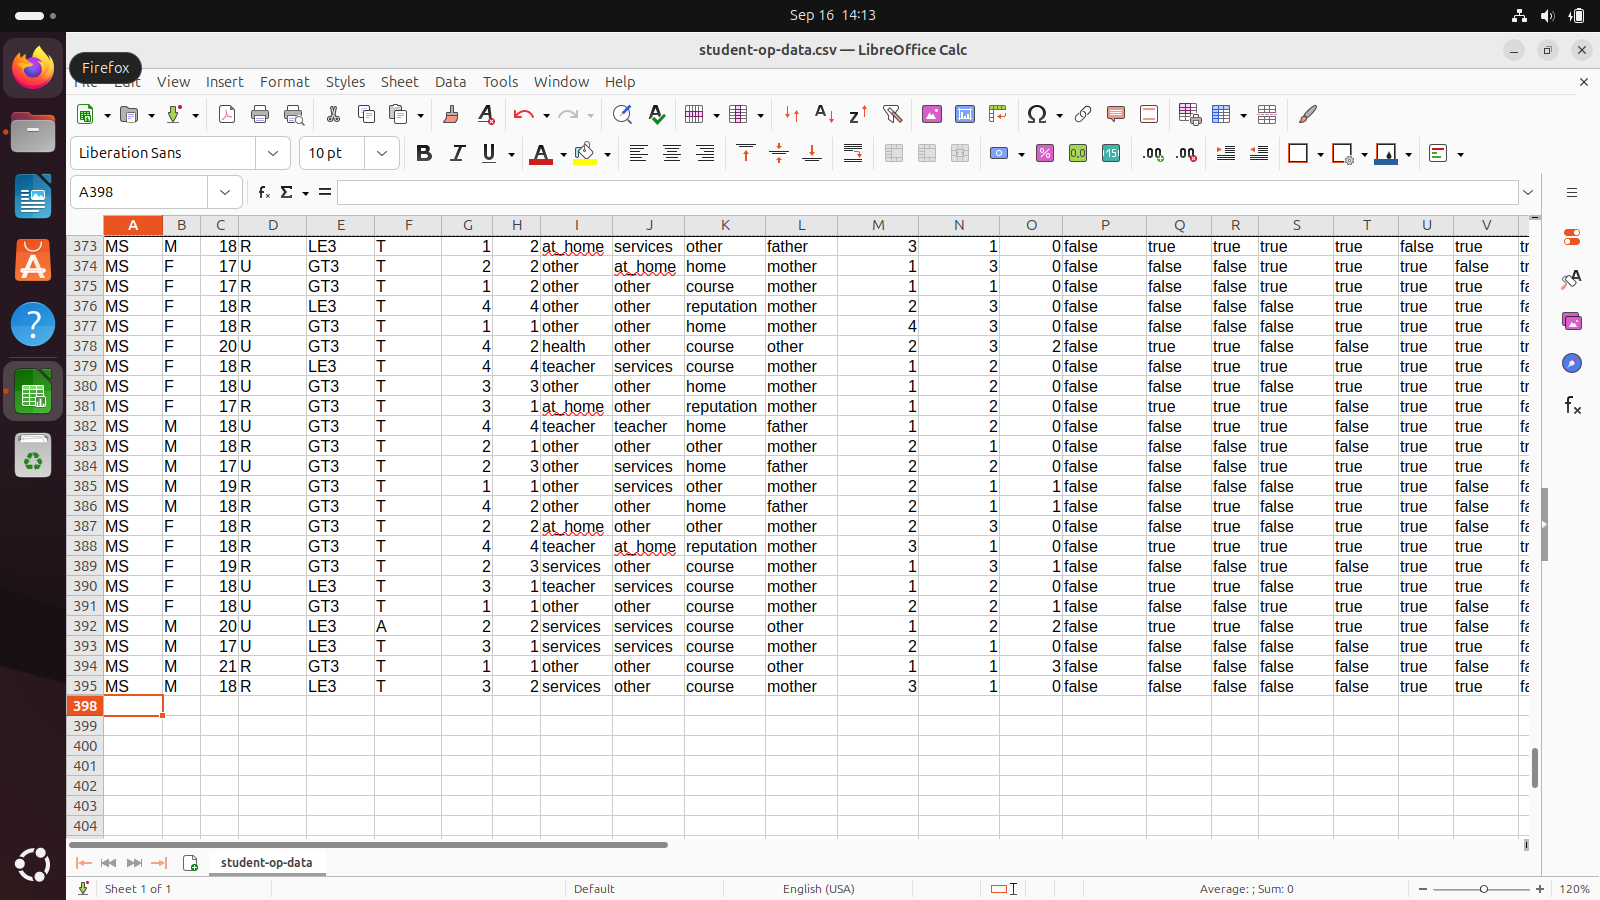 Sep 16 14:13
student-op-data.csv — LibreOffice Calc
Firefox
File Edit View Insert Format Styles Sheet Data Tools Window Help
Liberation Sans 10 pt
A398
A B C D E F G H I J K L M N O P Q R S T U V
373 MS M 18 R LE3 T 1 2 at_home services other father 3 1 0 false true true true true false true tr
374 MS F 17 U GT3 T 2 2 other at_home home mother 1 3 0 false false false true true true false tr
375 MS F 17 R GT3 T 1 2 other other course mother 1 1 0 false false false true true true true fa
376 MS F 18 R LE3 T 4 4 other other reputation mother 2 3 0 false false false false true true true tr
377 MS F 18 R GT3 T 1 1 other other home mother 4 3 0 false false false false true true true fa
378 MS F 20 U GT3 T 4 2 health other course other 2 3 2 false true true false false true true tr
379 MS F 18 R LE3 T 4 4 teacher services course mother 1 2 0 false false true false true true true fa
380 MS F 18 U GT3 T 3 3 other other home mother 1 2 0 false false true false true true true tr
381 MS F 17 R GT3 T 3 1 at_home other reputation mother 1 2 0 false true true true false true true fa
382 MS M 18 U GT3 T 4 4 teacher teacher home father 1 2 0 false false true true false true true fa
383 MS M 18 R GT3 T 2 1 other other other mother 2 1 0 false false false true false true true fa
384 MS M 17 U GT3 T 2 3 other services home father 2 2 0 false false false true true true true fa
385 MS M 19 R GT3 T 1 1 other services other mother 2 1 1 false false false false true true false fa
386 MS M 18 R GT3 T 4 2 other other home father 2 1 1 false false true false true true false fa
387 MS F 18 R GT3 T 2 2 at_home other other mother 2 3 0 false false true false true true false fa
388 MS F 18 R GT3 T 4 4 teacher at_home reputation mother 3 1 0 false true true true true true true tr
389 MS F 19 R GT3 T 2 3 services other course mother 1 3 1 false false false true false true true fa
390 MS F 18 U LE3 T 3 1 teacher services course mother 1 2 0 false true true false true true true fa
391 MS F 18 U GT3 T 1 1 other other course mother 2 2 1 false false false true true true false fa
392 MS M 20 U LE3 A 2 2 services services course other 1 2 2 false true true false true true false fa
393 MS M 17 U LE3 T 3 1 services services course mother 2 1 0 false false false false false true true fa
394 MS M 21 R GT3 T 1 1 other other course other 1 1 3 false false false false false true false fa
395 MS M 18 R LE3 T 3 2 services other course mother 3 1 0 false false false false false true true fa
398
399
400
401
402
403
404
student-op-data
Sheet 1 of 1 Default English (USA) Average: ; Sum: 0 120%